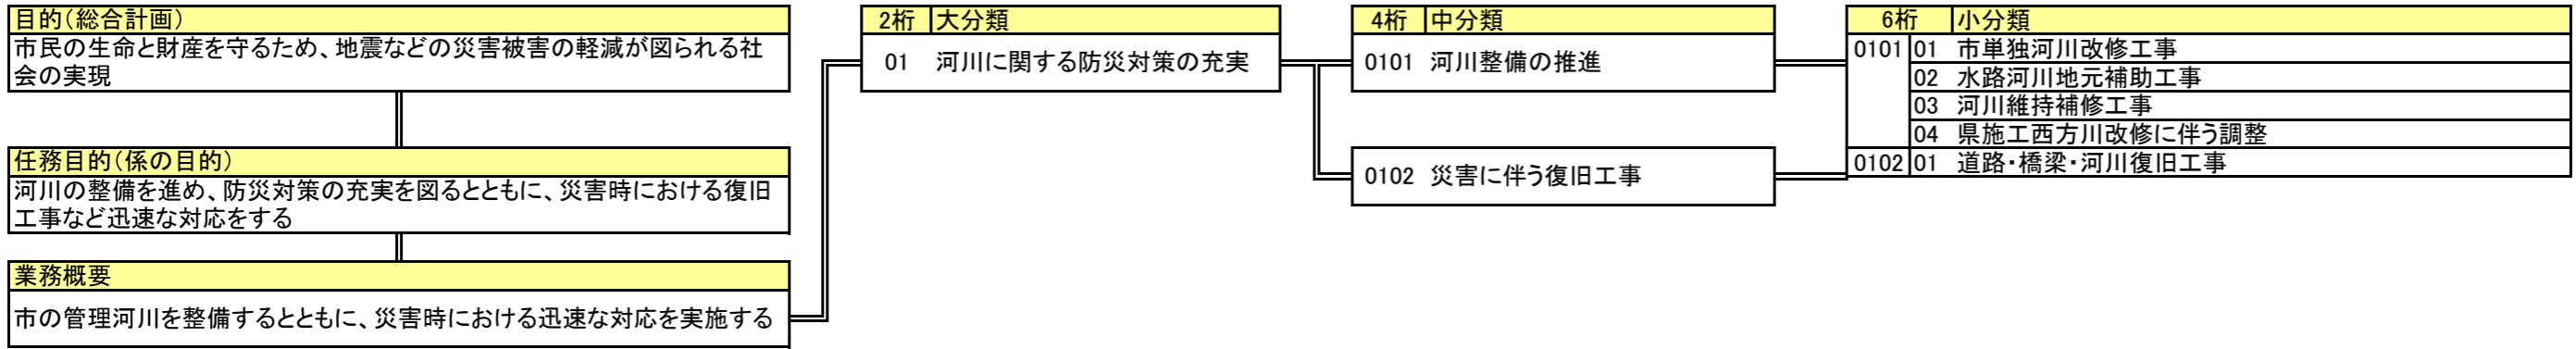 目的(総合計画)
市民の生命と財産を守るため、地震などの災害被害の軽減が図られる社
会の実現
任務目的(係の目的)
河川の整備を進め、防災対策の充実を図るとともに、災害時における復旧
工事など迅速な対応をする
業務概要
市の管理河川を整備するとともに、災害時における迅速な対応を実施する
2桁 大分類
01 河川に関する防災対策の充実
4桁 中分類
0101 河川整備の推進
0102 災害に伴う復旧工事
6桁 小分類
0101 01 市単独河川改修工事
02 水路河川地元補助工事
03 河川維持補修工事
04 県施工西方川改修に伴う調整
0102 01 道路・橋梁・河川復旧工事